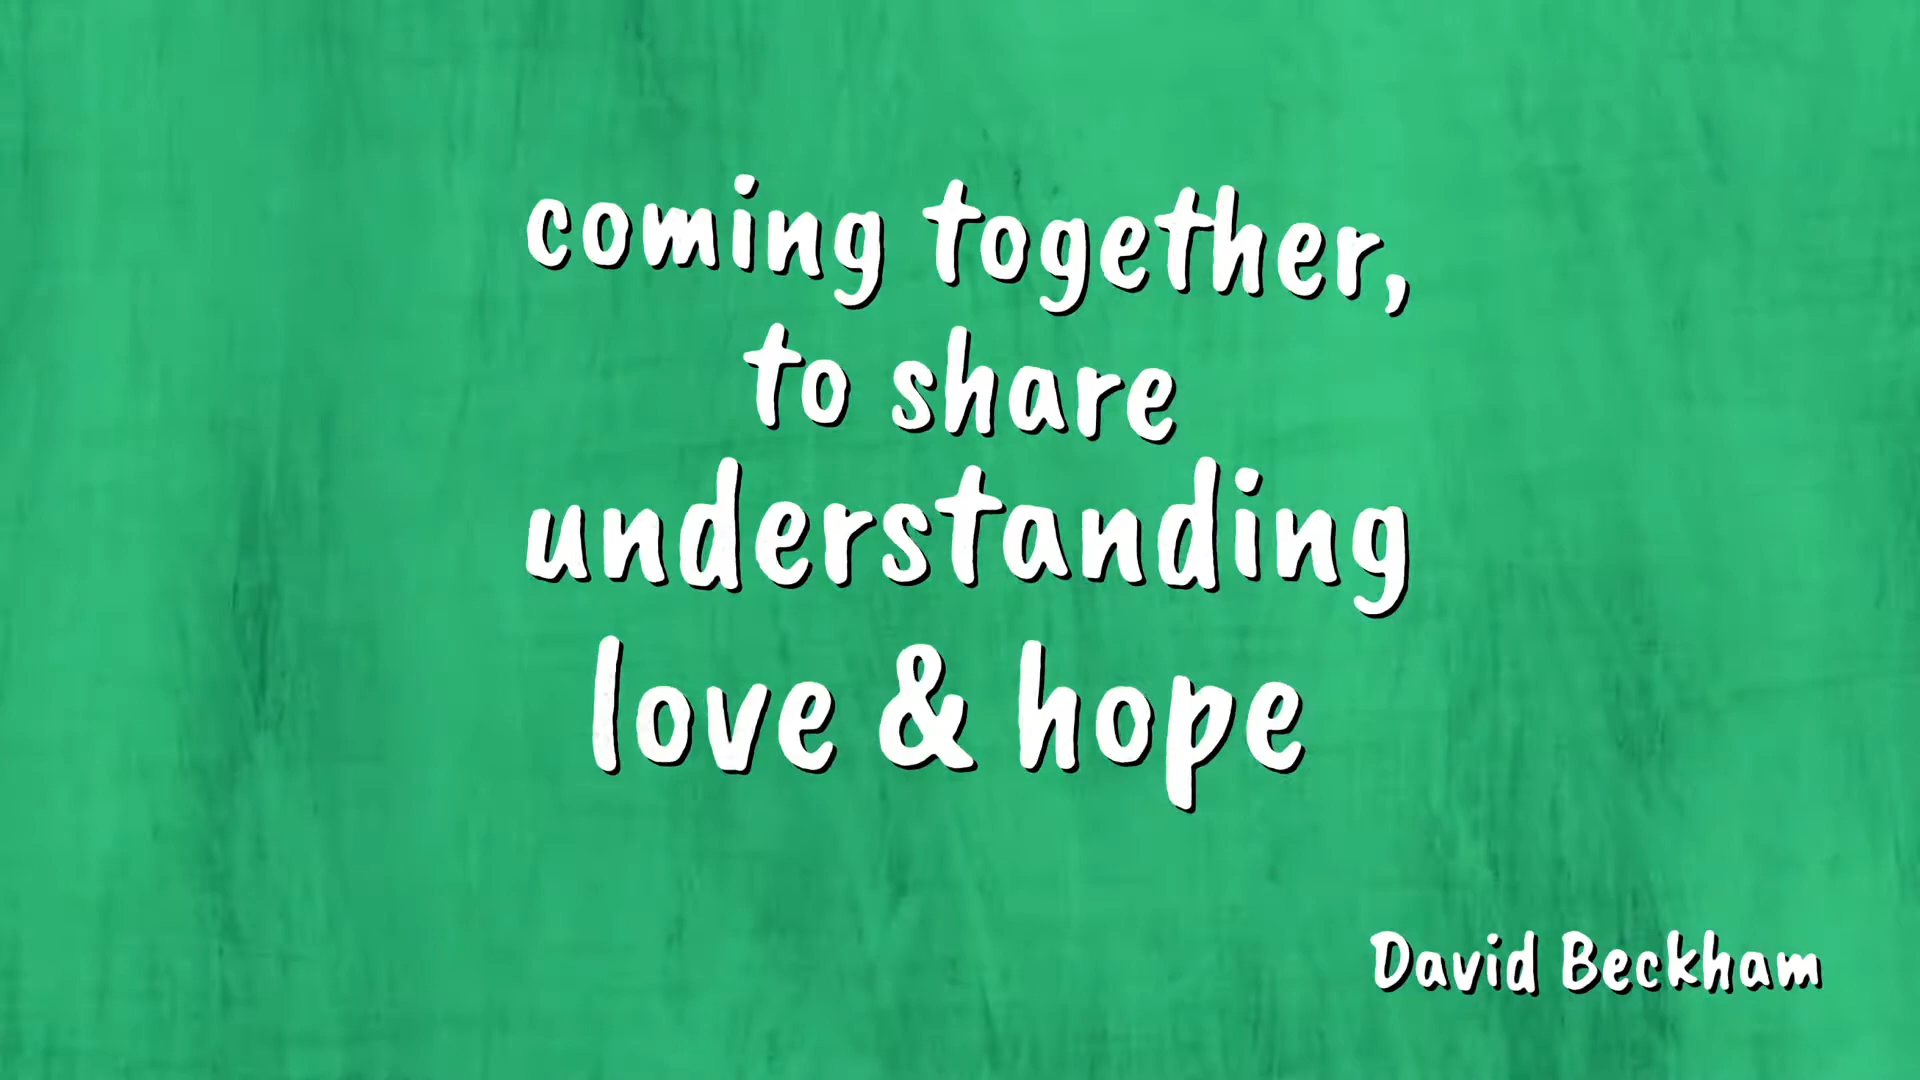 coming together,
to share
understanding
love & hope
David Beckham